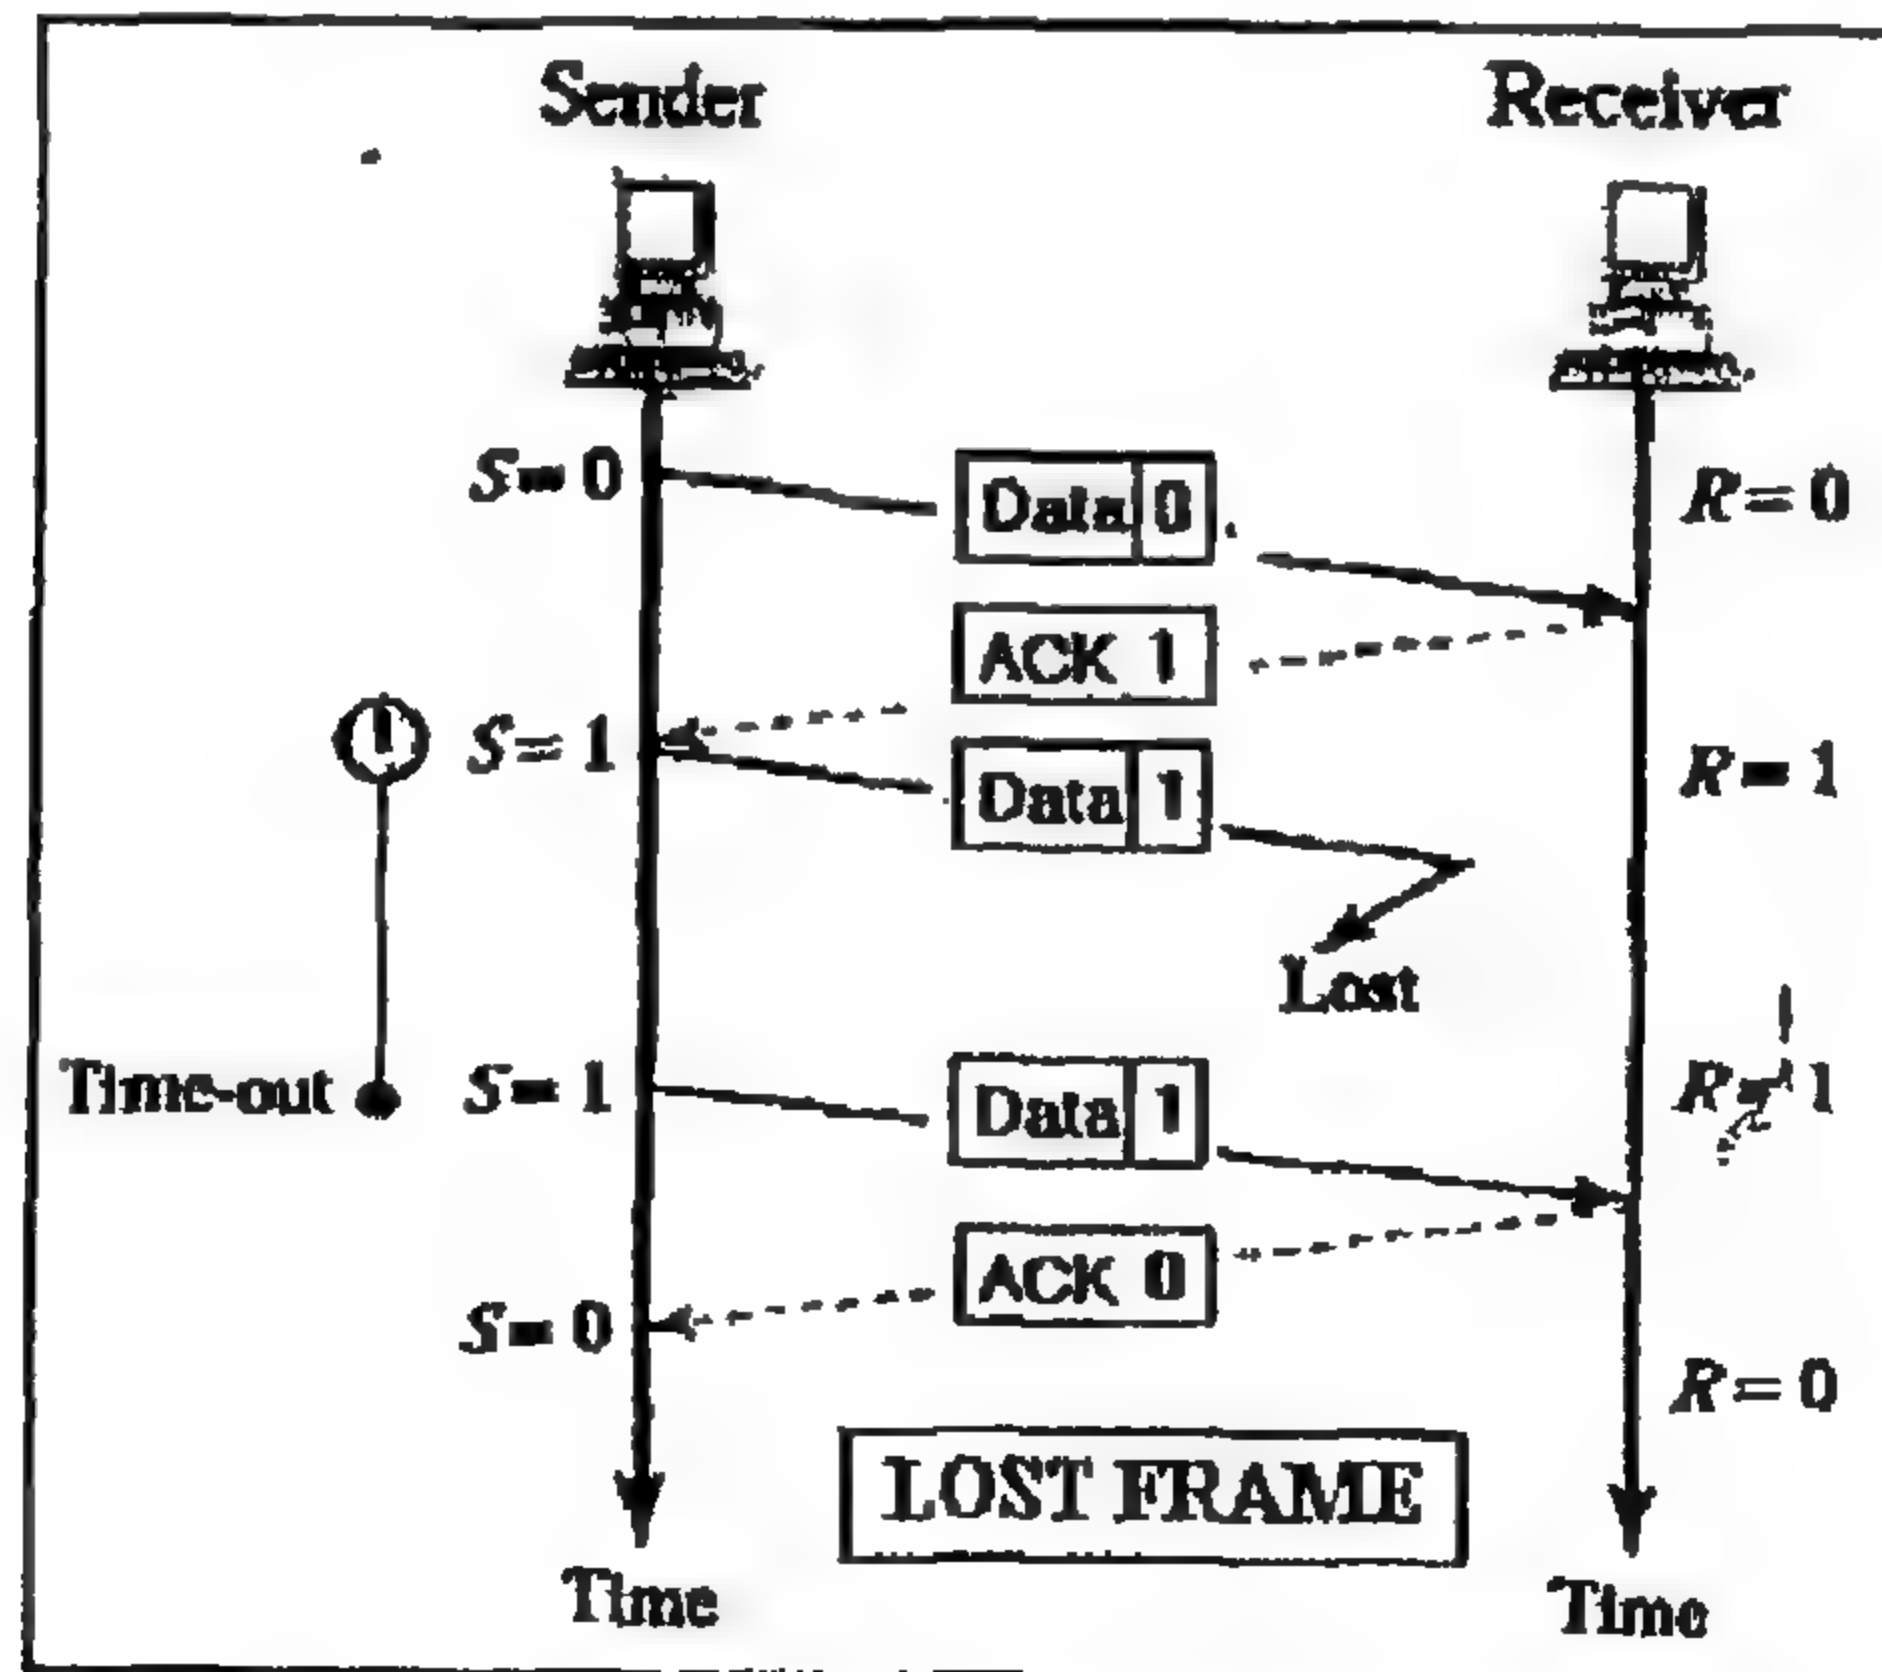 Sender Receiver
S = 0 Data 0 R = 0
ACK 1
S = 1 Data 1 R = 1
Lost
Time-out S = 1 Data 1 R = 1
ACK 0
S = 0
R = 0
LOST FRAME
Time Time